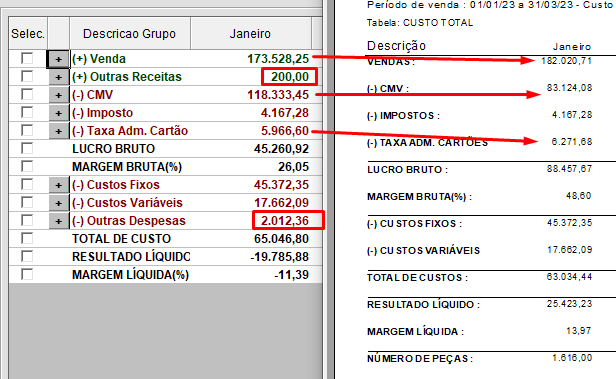 Selec. Descricao Grupo Janeiro
+ (+) Venda 173.528,25
+ (+) Outras Receitas 200,00
+ (-) CMV 118.333,45
+ (-) Imposto 4.167,28
+ (-) Taxa Adm. Cartão 5.966,60
LUCRO BRUTO 45.260,92
MARGEM BRUTA(%) 26,05
+ (-) Custos Fixos 45.372,35
+ (-) Custos Variáveis 17.662,09
+ (-) Outras Despesas 2.012,36
TOTAL DE CUSTO 65.046,80
RESULTADO LÍQUIDO -19.785,88
MARGEM LÍQUIDA(%) -11,39
Período de venda : 01/01/23 a 31/03/23 - Custo
Tabela: CUSTO TOTAL
Descrição Janeiro
VENDAS : 182.020,71
(-) CMV : 83.124,08
(-) IMPOSTOS : 4.167,28
(-) TAXA ADM. CARTÕES 6.271,68
LUCRO BRUTO : 88.457,67
MARGEM BRUTA(%) : 48,60
(-) CUSTOS FIXOS : 45.372,35
(-) CUSTOS VARIÁVEIS 17.662,09
TOTAL DE CUSTOS : 63.034,44
RESULTADO LÍQUIDO : 25.423,23
MARGEM LÍQUIDA : 13,97
NÚMERO DE PEÇAS : 1.616,00